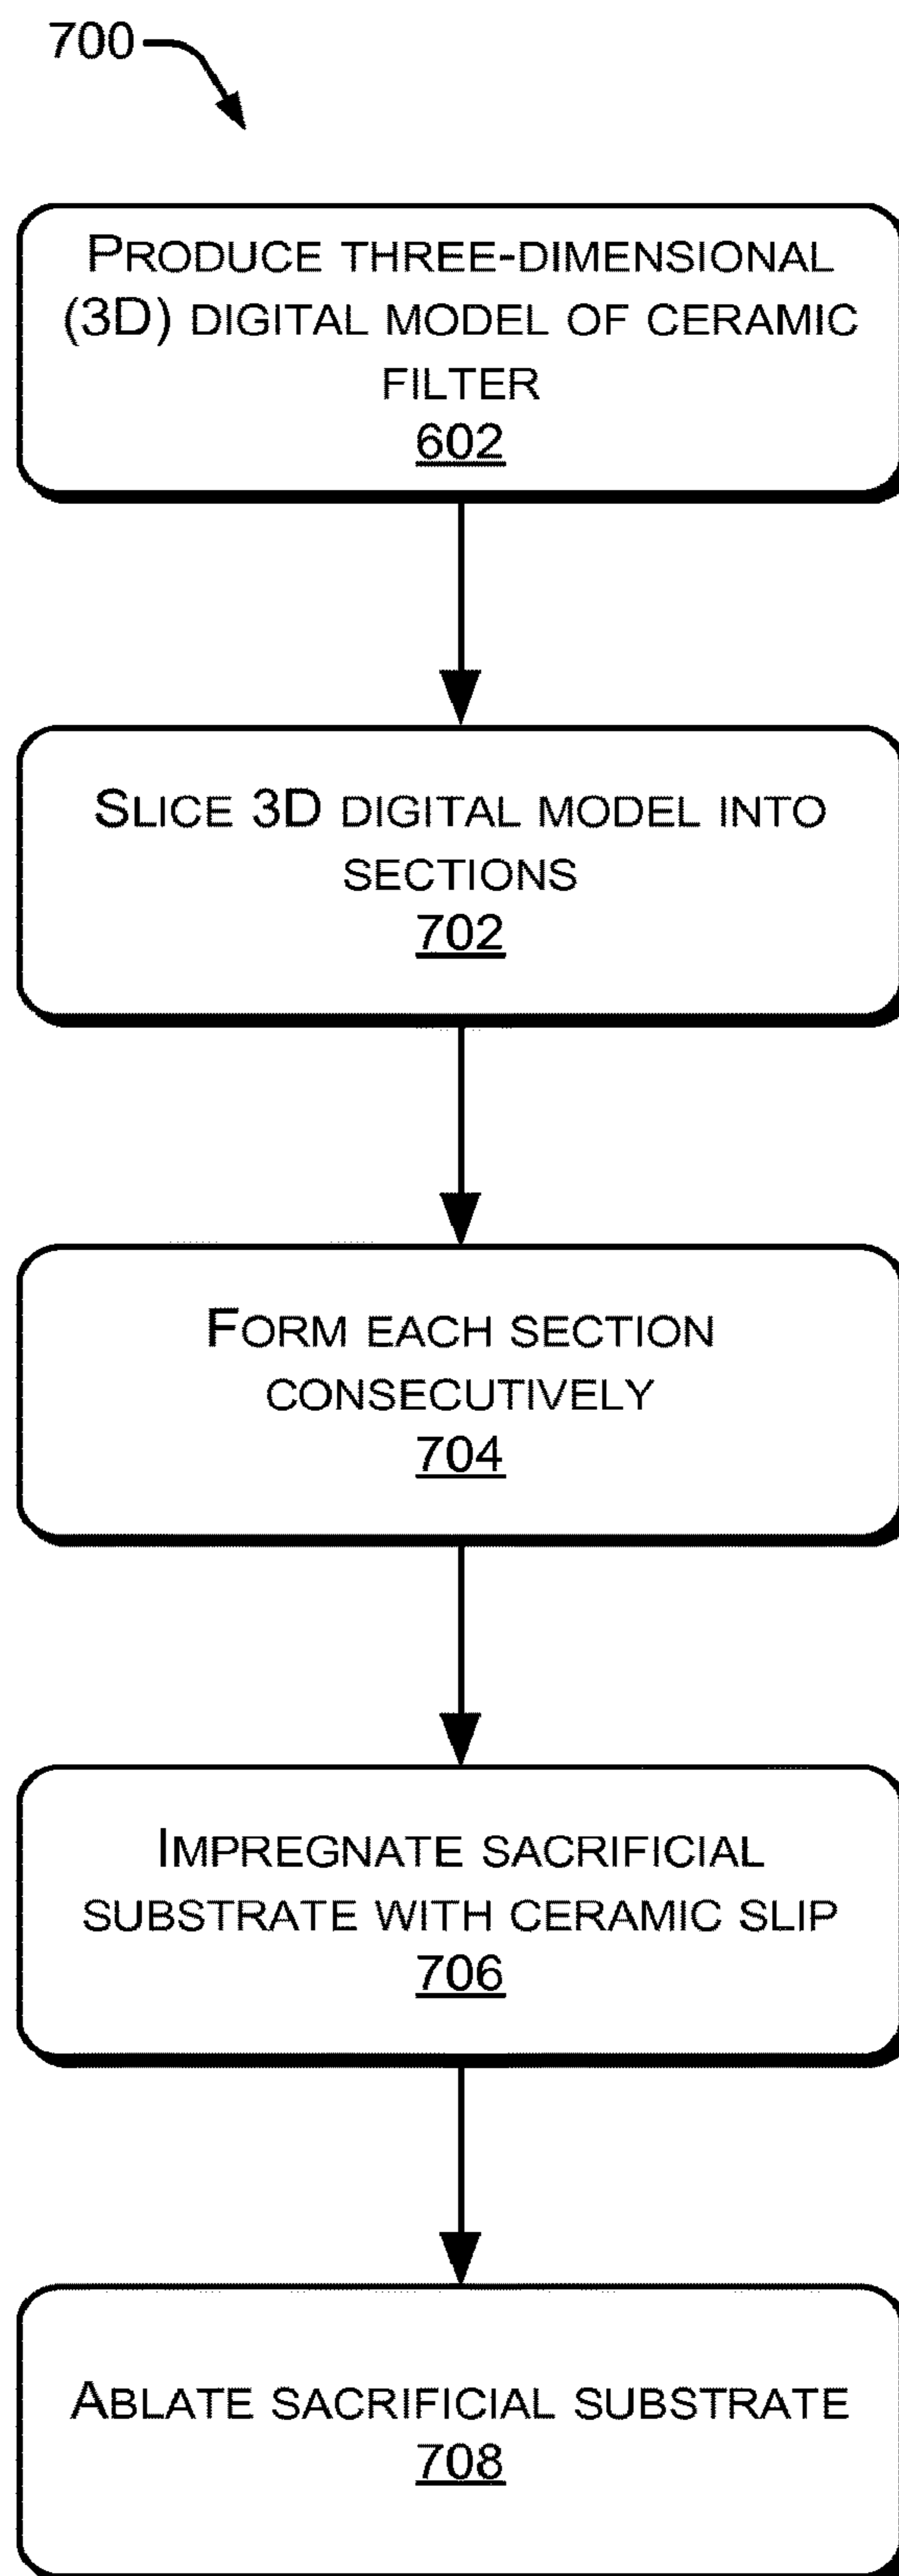 700
PRODUCE THREE-DIMENSIONAL
(3D) DIGITAL MODEL OF CERAMIC
FILTER
602
SLICE 3D DIGITAL MODEL INTO
SECTIONS
702
FORM EACH SECTION
CONSECUTIVELY
704
IMPREGNATE SACRIFICIAL
SUBSTRATE WITH CERAMIC SLIP
706
ABLATE SACRIFICIAL SUBSTRATE
708